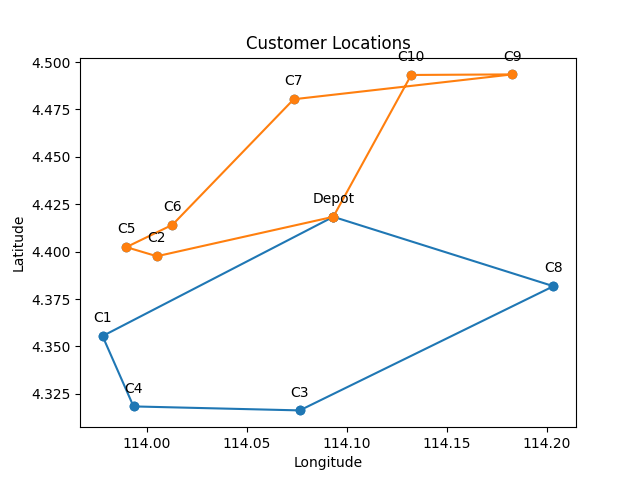 Customer Locations
C10
C9
C7
Depot
C6
C5
C2
C8
C1
C4
C3
4.500
4.475
4.450
4.425
4.400
4.375
4.350
4.325
Latitude
114.00
114.05
114.10
114.15
114.20
Longitude